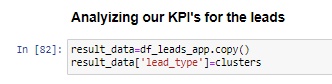 Analyizing our KPI's for the leads
In [82]: result_data=df_leads_app.copy()
result_data['lead_type']=clusters